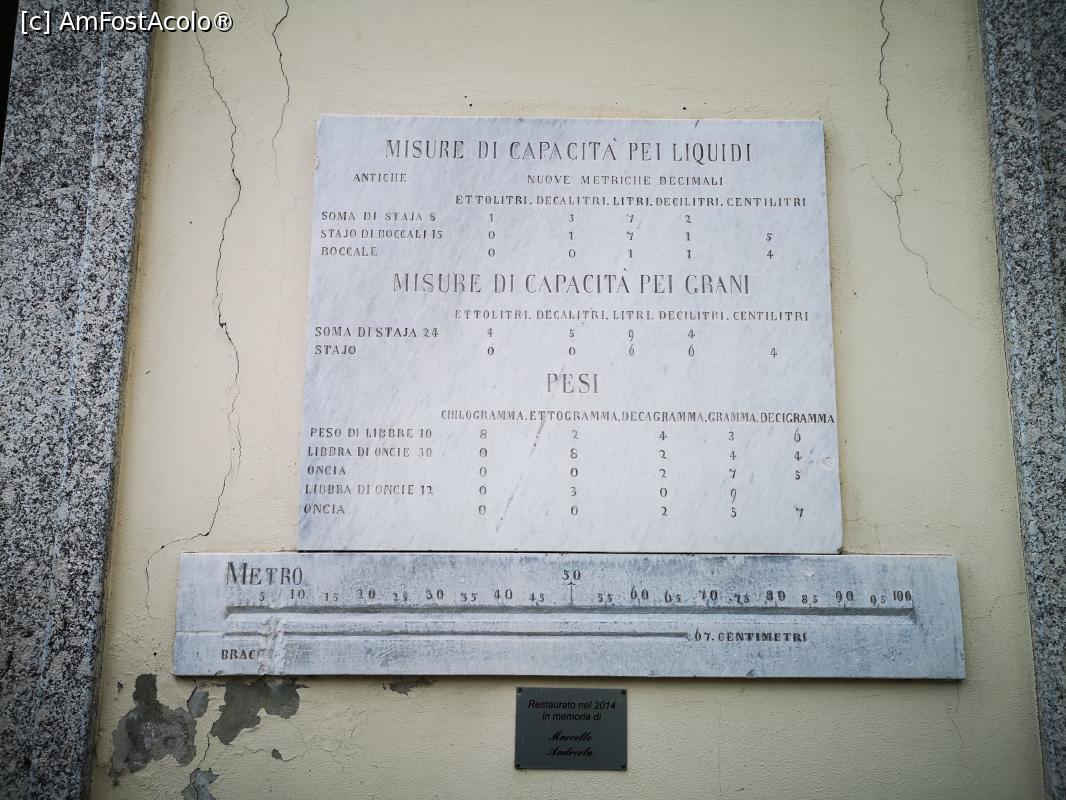 [c] AmFostAcolo®
MISURE DI CAPACITÀ PEI LIQUIDI
ANTICHE NUOVE METRICHE DECIMALI
ETTOLITRI. DECALITRI. LITRI. DECILITRI. CENTILITRI
SOMA DI STAJA 8 1 3 7 2
STAJO DI BOCCALI 15 0 1 7 1 5
BOCCALE 0 0 1 1 4
MISURE DI CAPACITÀ PEI GRANI
ETTOLITRI. DECALITRI. LITRI. DECILITRI. CENTILITRI
SOMA DI STAJA 24 4 5 9 4
STAJO 0 0 6 6 4
PESI
CHILOGRAMMA. ETTOGRAMMA. DECAGRAMMA. GRAMMA. DECIGRAMMA
PESO DI LIBBRE 10 8 2 4 3 6
LIBBRA DI ONCIE 30 0 8 2 4 4
ONCIA 0 0 2 7 5
LIBBRA DI ONCIE 12 0 3 0 9
ONCIA 0 0 2 5 7
METRO
5 10 15 20 25 30 35 40 45 50 55 60 65 70 75 80 85 90 95 100
67. CENTIMETRI
Restaurato nel 2014
in memoria di
Marcello
Andreola